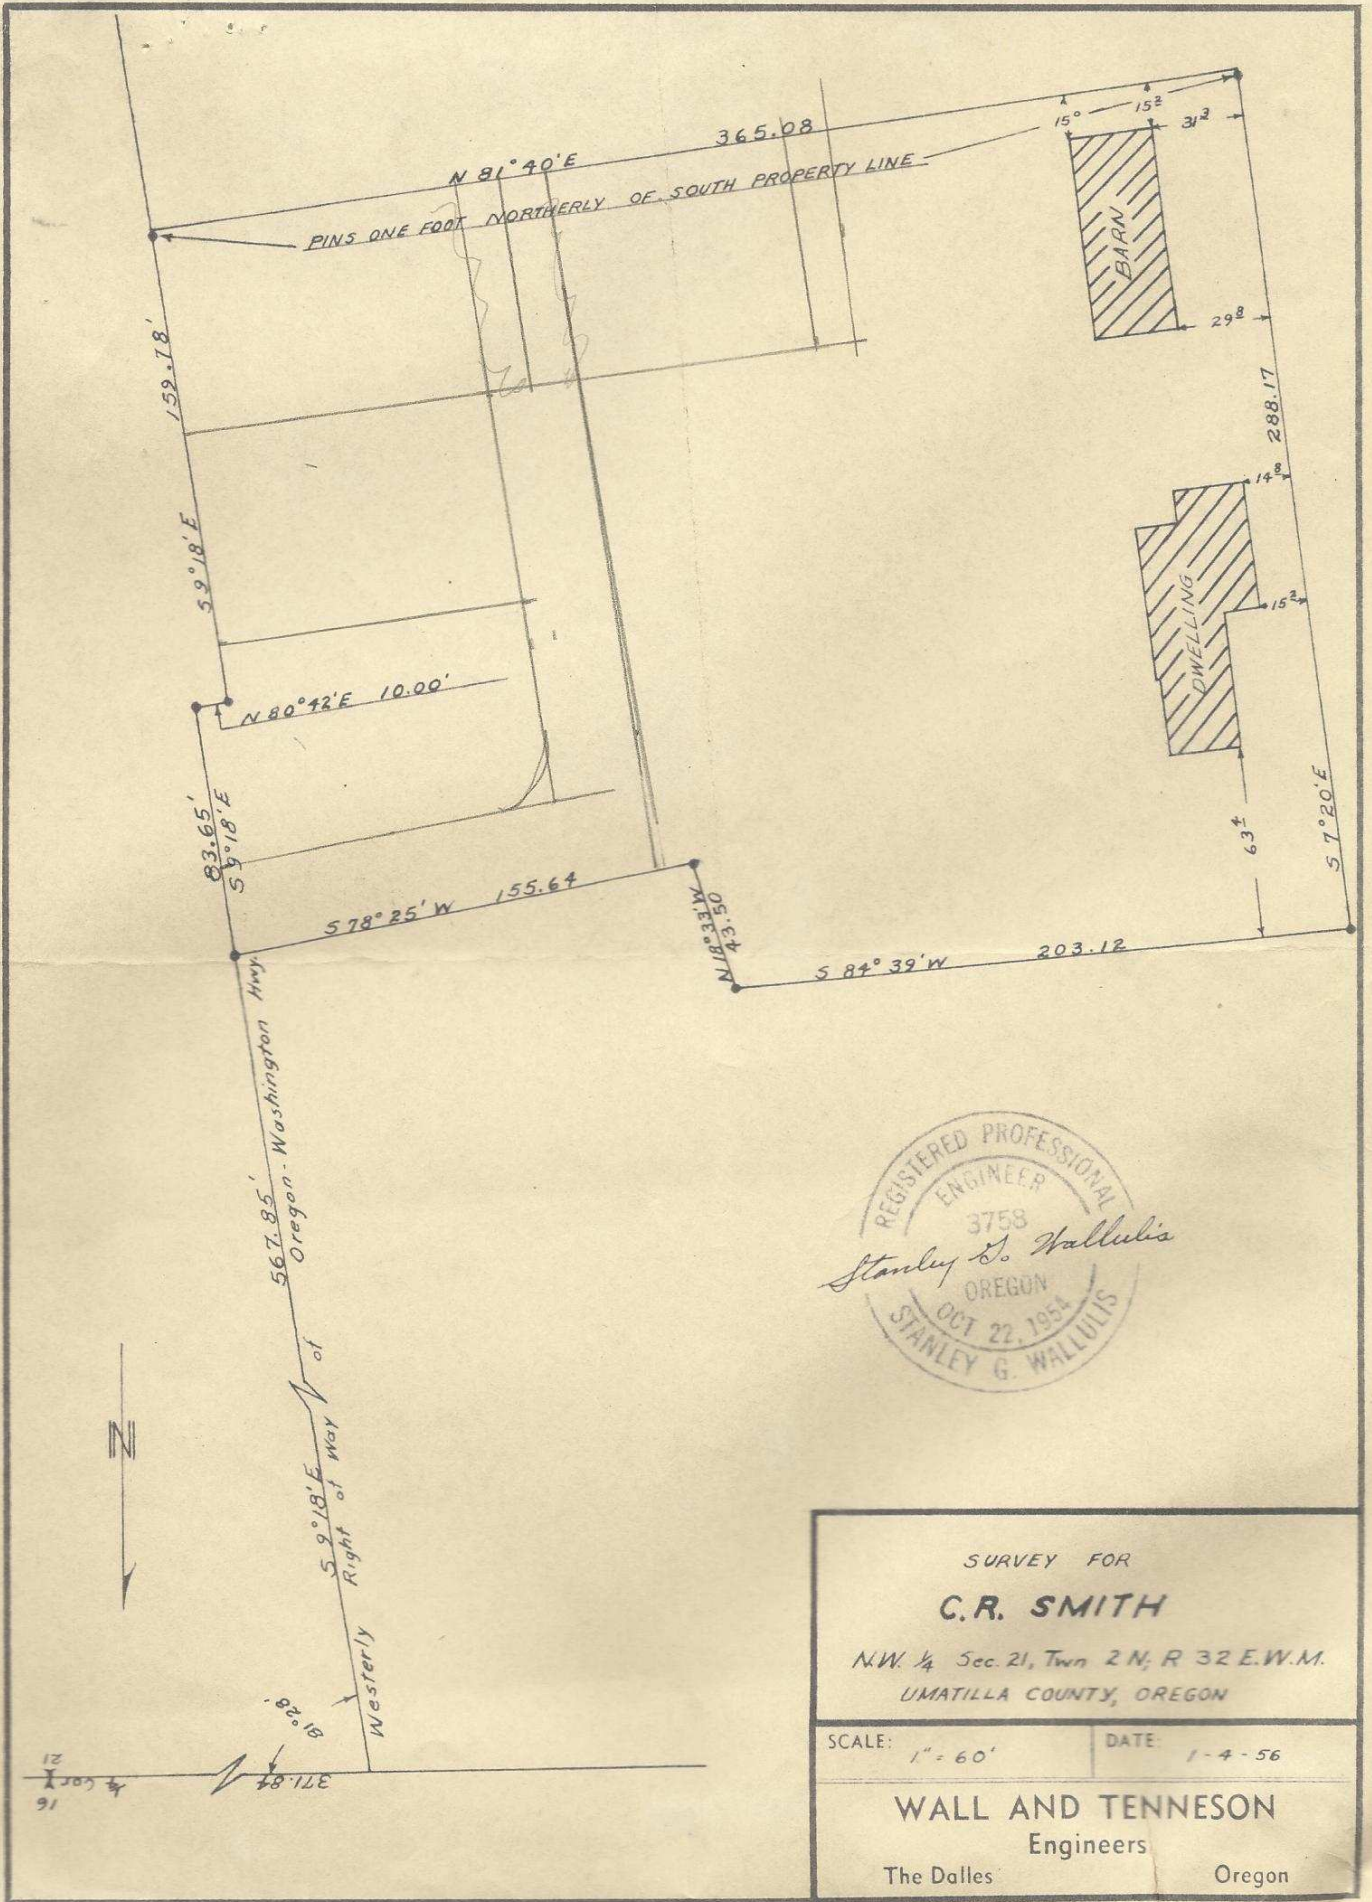 N 81°40'E
365.08
PINS ONE FOOT NORTHERLY OF SOUTH PROPERTY LINE
15°
15²
31³
BARN
29⁸
159.78'
288.17
14⁸
S 9°18'E
DWELLING
15²
N 80°42'E 10.00'
83.65'
S 9°18'E
63⁴
S 7°20'E
S 78°25'W 155.64
N 18°33'W
43.50
S 84°39'W 203.12
567.85'
Oregon-Washington Hwy.
S 9°18'E
Westerly Right of Way of
N
81°28'
371.84
21
¼ Cor
16
REGISTERED PROFESSIONAL
ENGINEER
3758
Stanley G. Wallulis
OREGON
OCT 22, 1954
STANLEY G. WALLULIS
SURVEY FOR
C.R. SMITH
N.W. ¼ Sec. 21, Twn 2 N, R 32 E.W.M.
UMATILLA COUNTY, OREGON
SCALE: 1" = 60'
DATE: 1-4-56
WALL AND TENNESON
Engineers
The Dalles Oregon